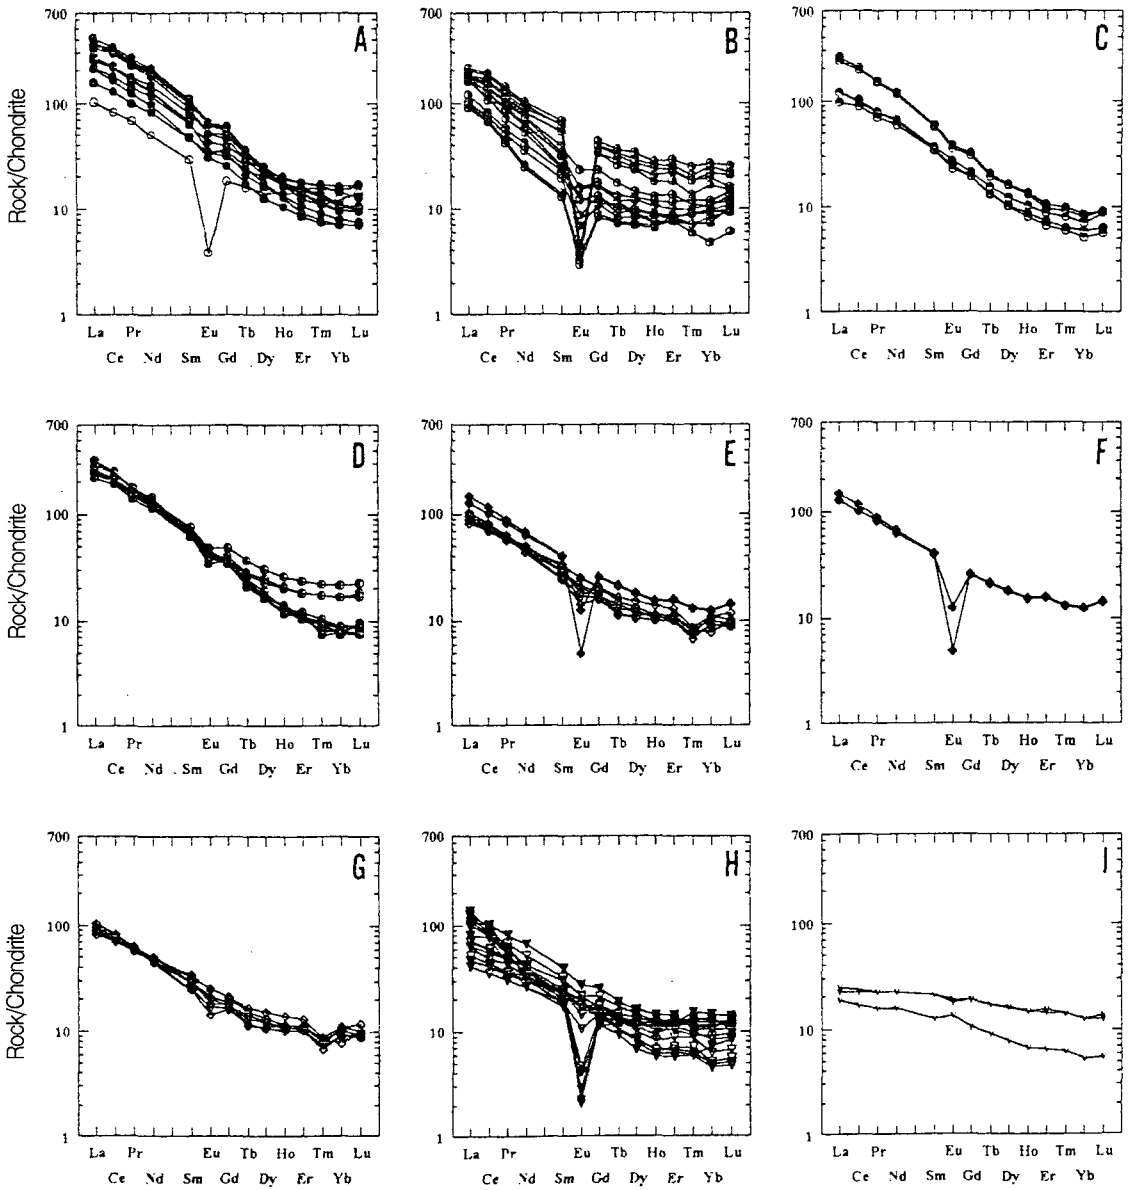 700 A
100
10
1
Rock/Chondrite
La Pr Eu Tb Ho Tm Lu
Ce Nd Sm Gd Dy Er Yb
700 B
100
10
1
La Pr Eu Tb Ho Tm Lu
Ce Nd Sm Gd Dy Er Yb
700 C
100
10
1
La Pr Eu Tb Ho Tm Lu
Ce Nd Sm Gd Dy Er Yb
700 D
100
10
1
Rock/Chondrite
La Pr Eu Tb Ho Tm Lu
Ce Nd Sm Gd Dy Er Yb
700 E
100
10
1
La Pr Eu Tb Ho Tm Lu
Ce Nd Sm Gd Dy Er Yb
700 F
100
10
1
La Pr Eu Tb Ho Tm Lu
Ce Nd Sm Gd Dy Er Yb
700 G
100
10
1
Rock/Chondrite
La Pr Eu Tb Ho Tm Lu
Ce Nd Sm Gd Dy Er Yb
700 H
100
10
1
La Pr Eu Tb Ho Tm Lu
Ce Nd Sm Gd Dy Er Yb
700 I
100
10
1
La Pr Eu Tb Ho Tm Lu
Ce Nd Sm Gd Dy Er Yb